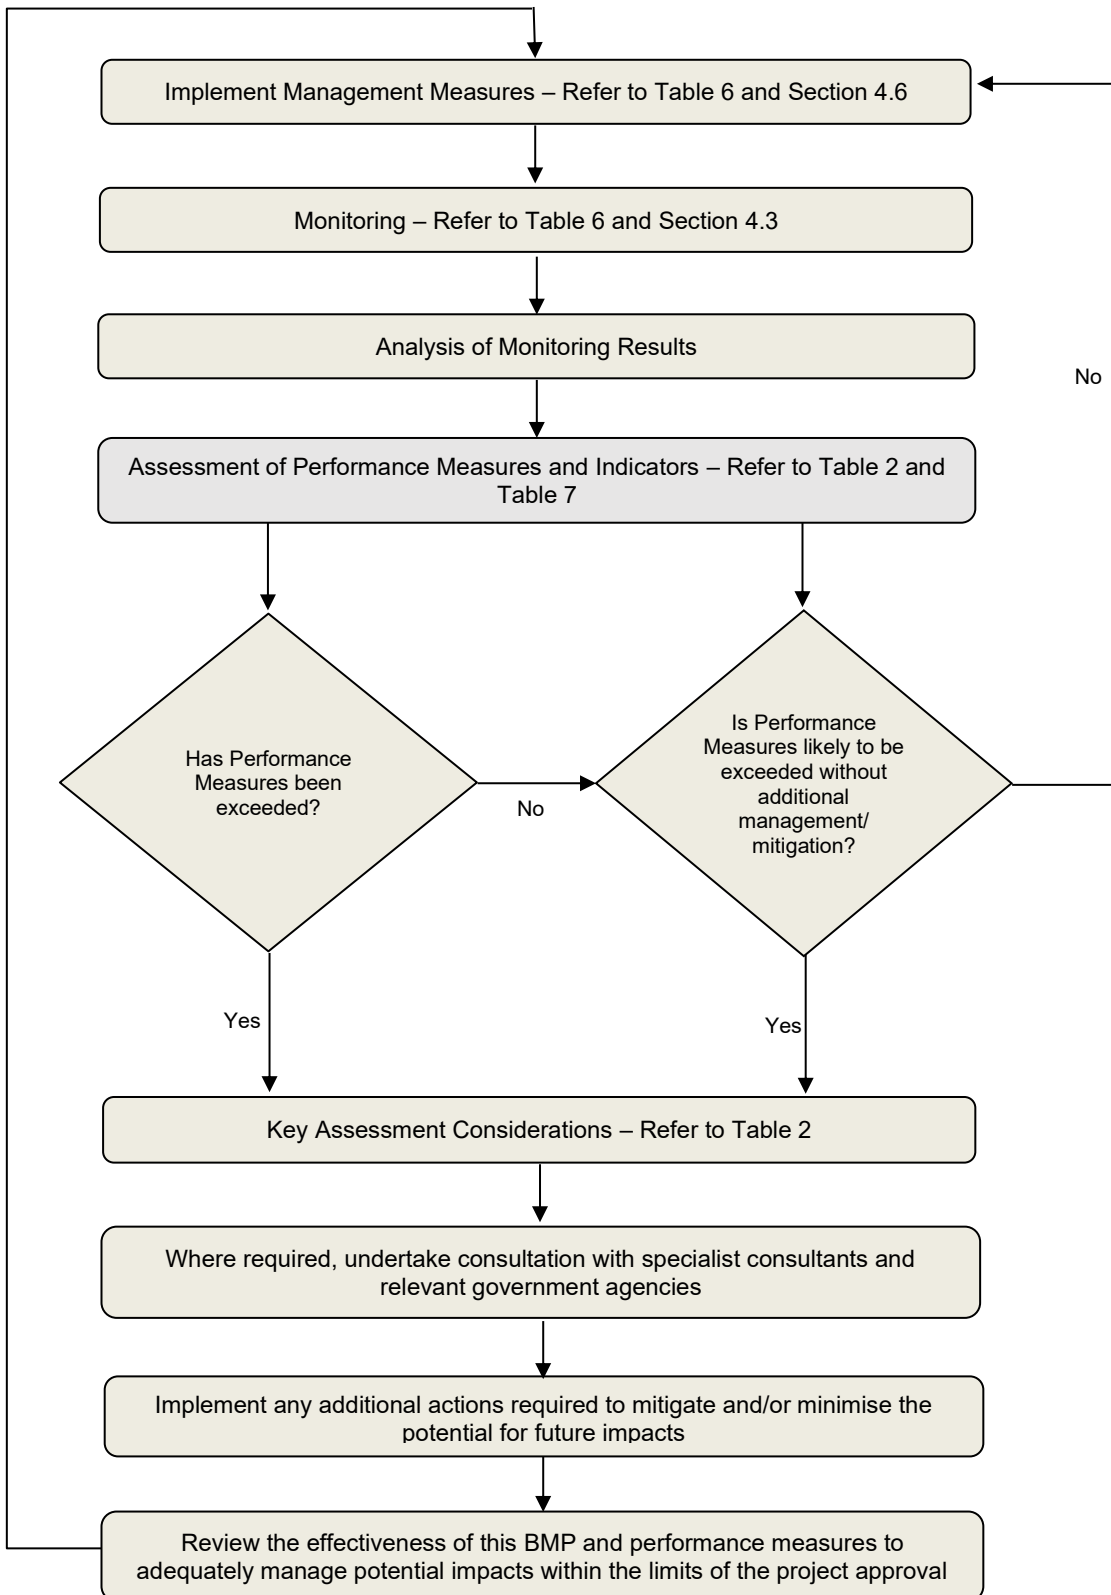 Implement Management Measures – Refer to Table 6 and Section 4.6
Monitoring – Refer to Table 6 and Section 4.3
Analysis of Monitoring Results
No
Assessment of Performance Measures and Indicators – Refer to Table 2 and
Table 7
Has Performance
Measures been
exceeded?
No
Is Performance
Measures likely to be
exceeded without
additional
management/
mitigation?
Yes
Yes
Key Assessment Considerations – Refer to Table 2
Where required, undertake consultation with specialist consultants and
relevant government agencies
Implement any additional actions required to mitigate and/or minimise the
potential for future impacts
Review the effectiveness of this BMP and performance measures to
adequately manage potential impacts within the limits of the project approval